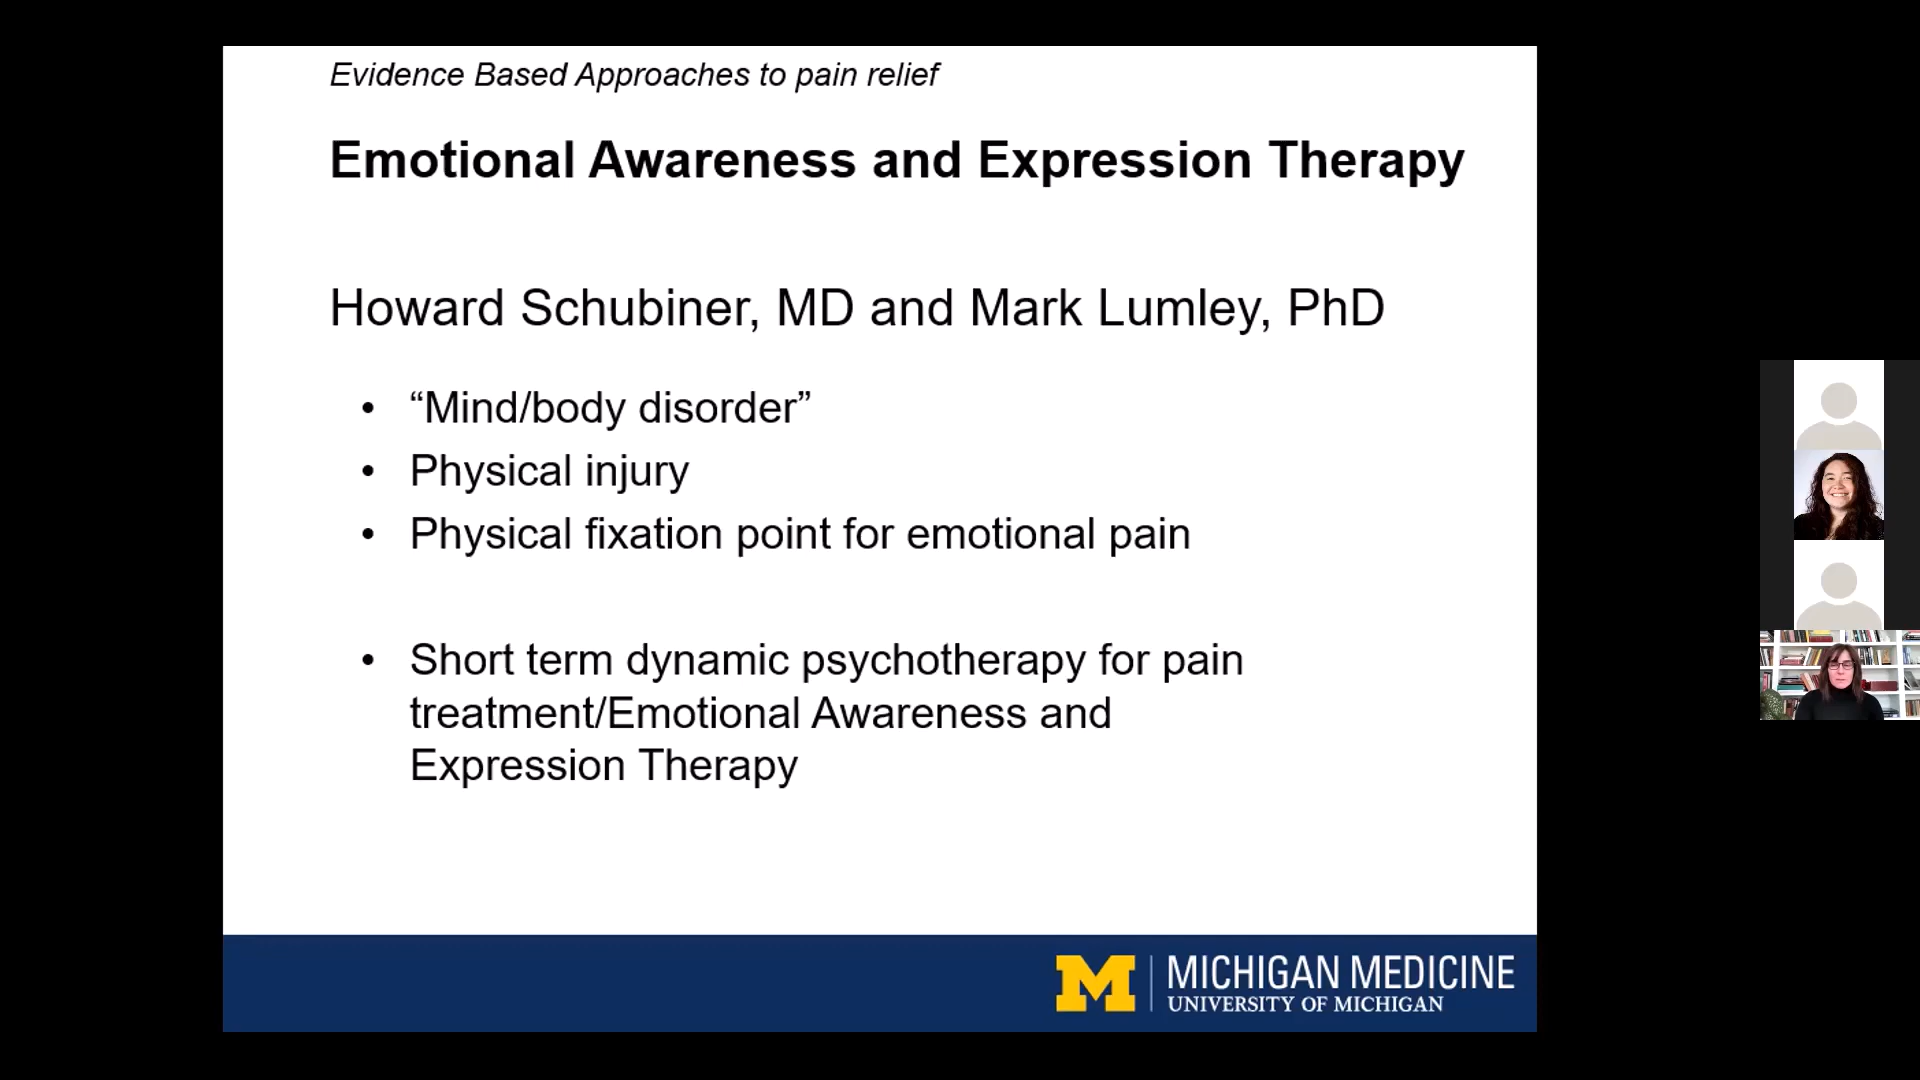 Evidence Based Approaches to pain relief
Emotional Awareness and Expression Therapy
Howard Schubiner, MD and Mark Lumley, PhD
• “Mind/body disorder”
• Physical injury
• Physical fixation point for emotional pain
• Short term dynamic psychotherapy for pain
treatment/Emotional Awareness and
Expression Therapy
M | MICHIGAN MEDICINE
UNIVERSITY OF MICHIGAN